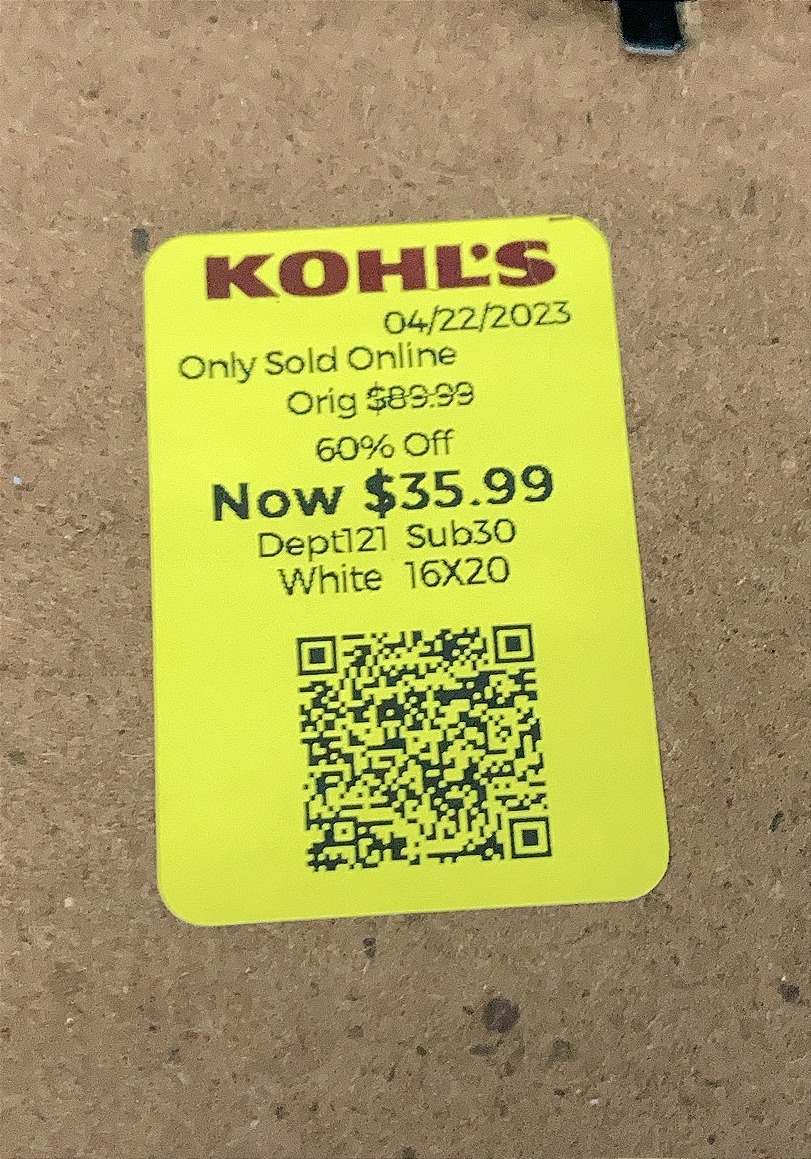 KOHL'S
04/22/2023
Only Sold Online
Orig $89.99
60% Off
Now $35.99
Dept121 Sub30
White 16X20